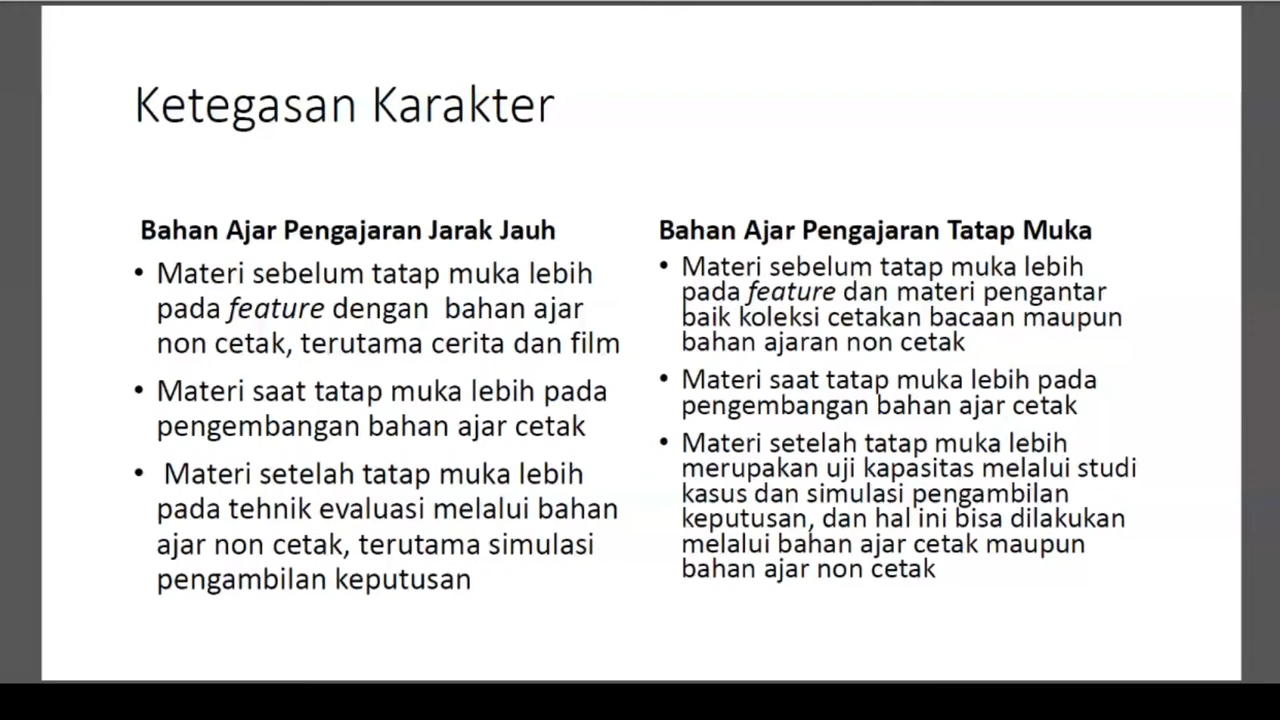 Ketegasan Karakter
Bahan Ajar Pengajaran Jarak Jauh
• Materi sebelum tatap muka lebih
pada feature dengan bahan ajar
non cetak, terutama cerita dan film
• Materi saat tatap muka lebih pada
pengembangan bahan ajar cetak
• Materi setelah tatap muka lebih
pada tehnik evaluasi melalui bahan
ajar non cetak, terutama simulasi
pengambilan keputusan
Bahan Ajar Pengajaran Tatap Muka
• Materi sebelum tatap muka lebih
pada feature dan materi pengantar
baik koleksi cetakan bacaan maupun
bahan ajaran non cetak
• Materi saat tatap muka lebih pada
pengembangan bahan ajar cetak
• Materi setelah tatap muka lebih
merupakan uji kapasitas melalui studi
kasus dan simulasi pengambilan
keputusan, dan hal ini bisa dilakukan
melalui bahan ajar cetak maupun
bahan ajar non cetak